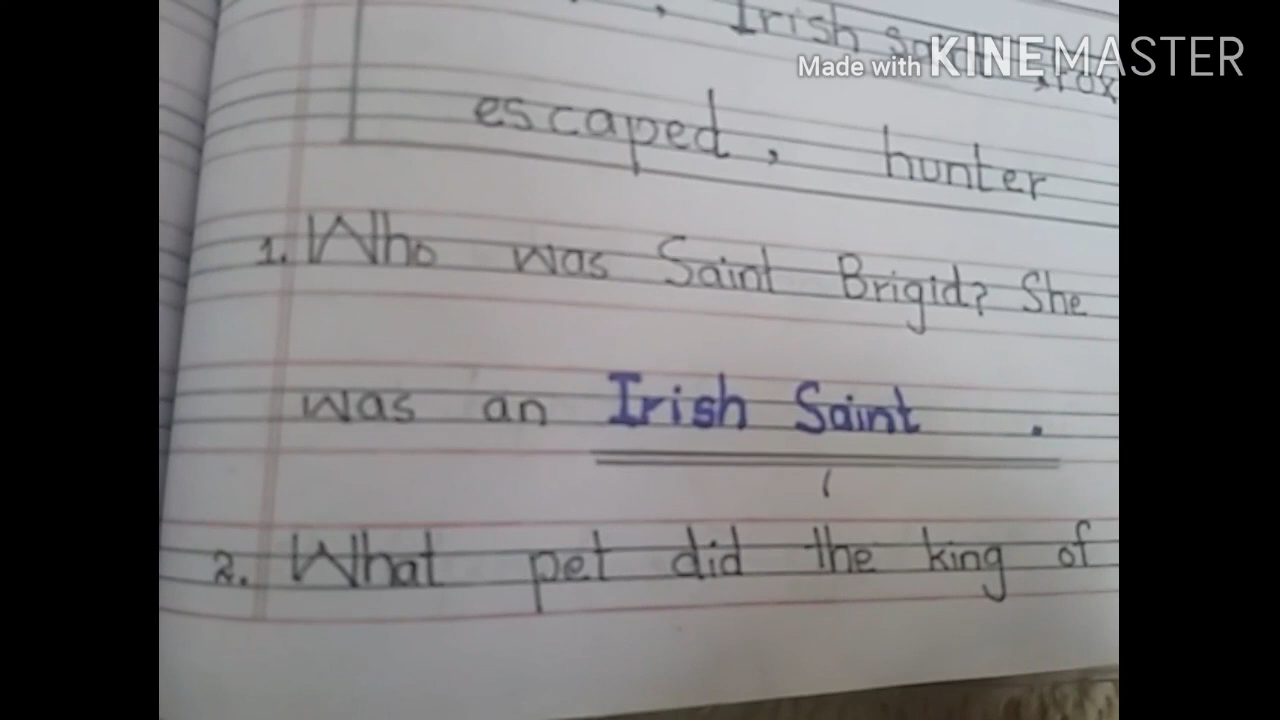 Irish
Made with KINEMASTER
escaped, hunter
1. Who was Saint Brigid? She
was an Irish Saint .
2. What pet did the king of